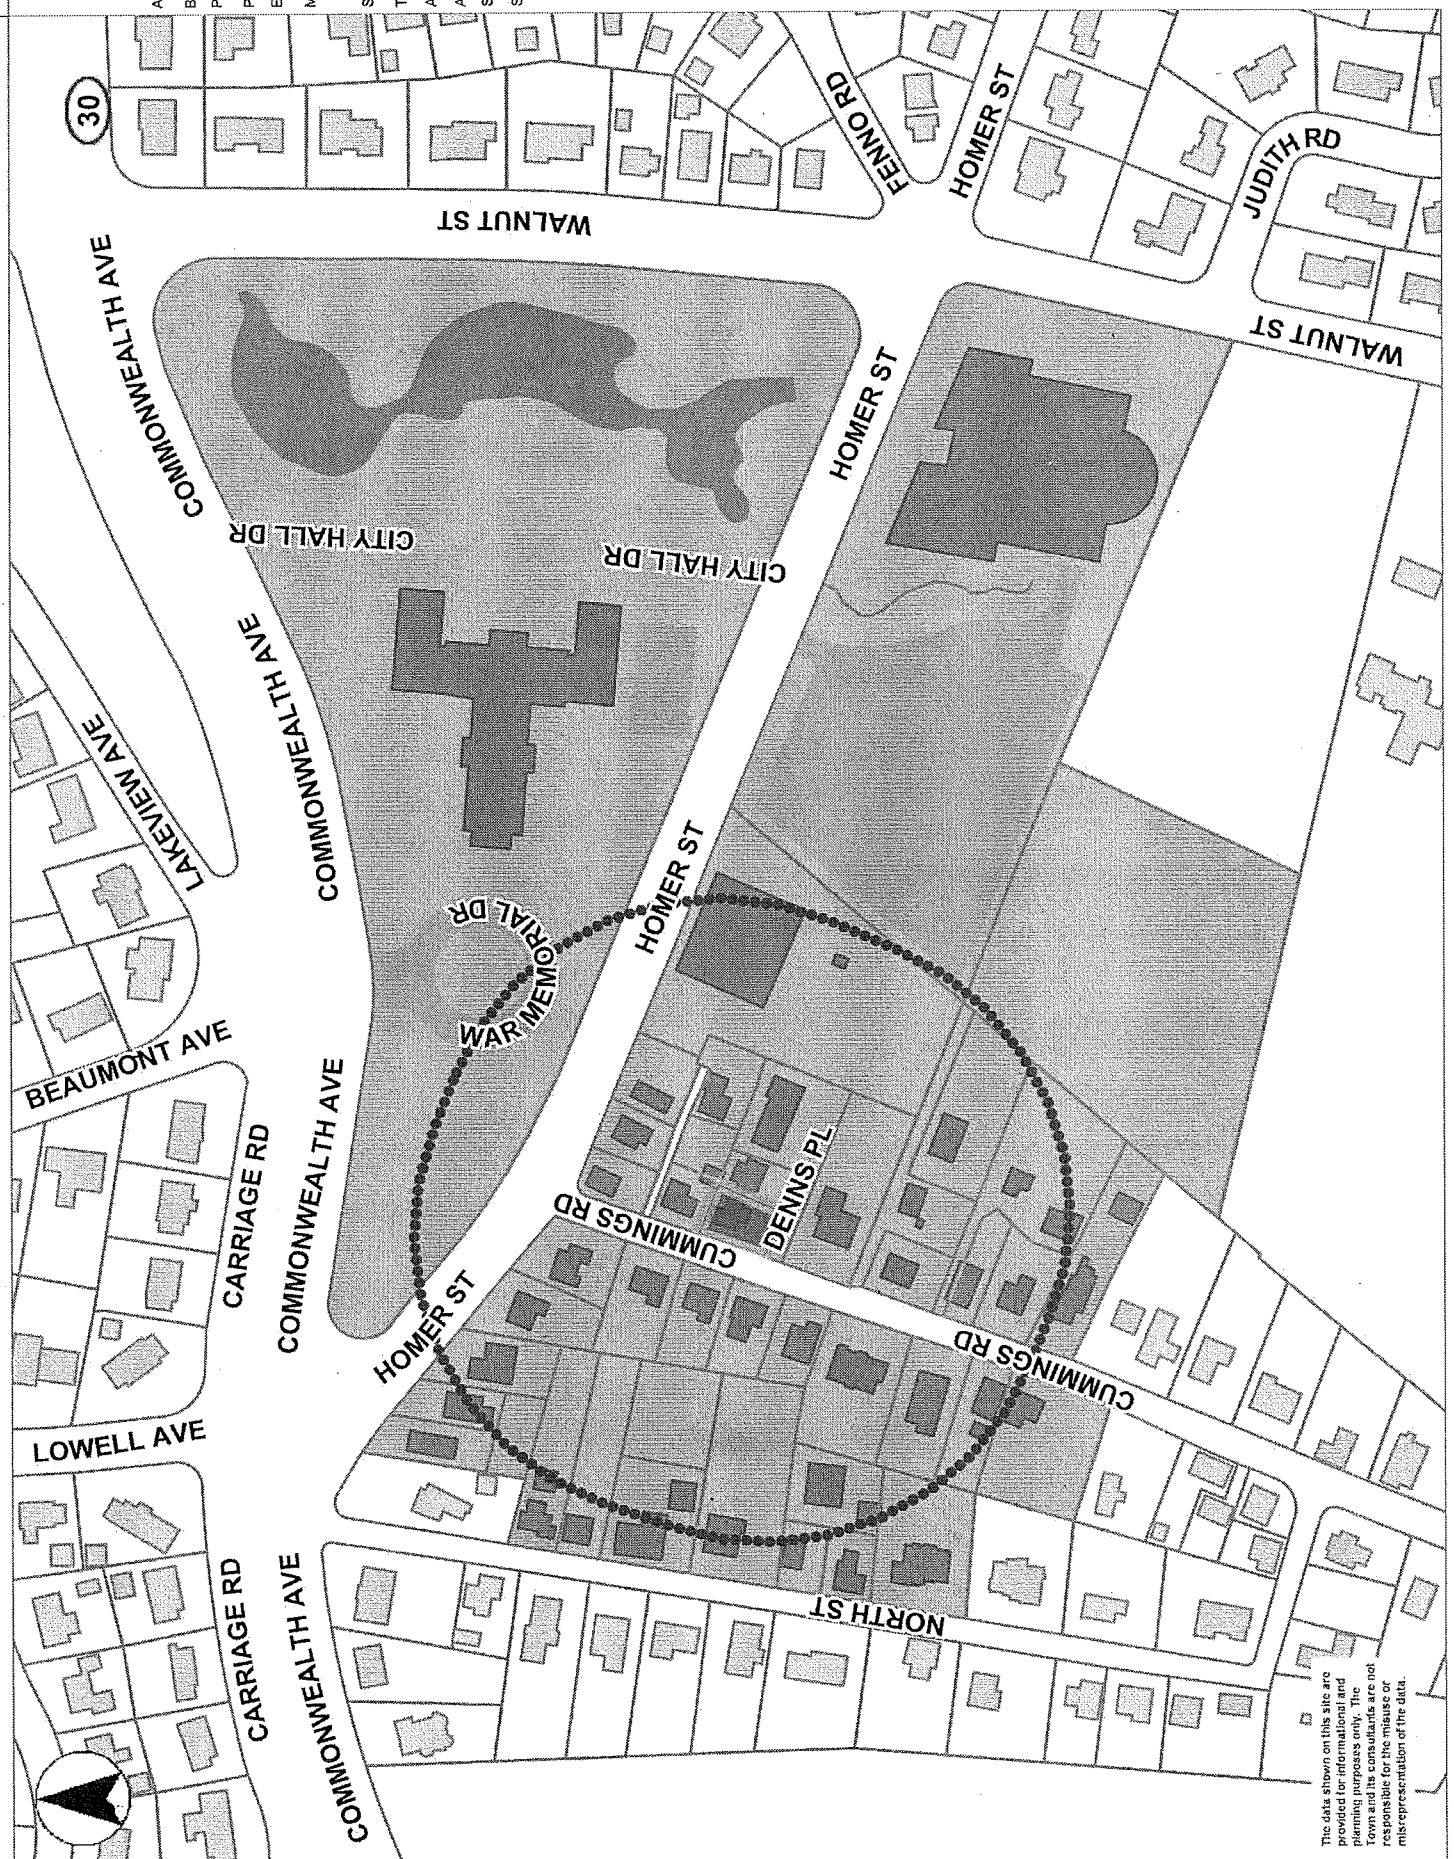 30
COMMONWEALTH AVE
WALNUT ST
FENNO RD
HOMER ST
JUDITH RD
WALNUT ST
HOMER ST
CITY HALL DR
CITY HALL DR
COMMONWEALTH AVE
LAKEVIEW AVE
HOMER ST
WAR MEMORIAL DR
BEAUMONT AVE
CARRIAGE RD
COMMONWEALTH AVE
DENNS PL
CUMMINGS RD
CUMMINGS RD
HOMER ST
LOWELL AVE
CARRIAGE RD
COMMONWEALTH AVE
NORTH ST
The data shown on this site are
provided for informational and
planning purposes only. The
Town and its consultants are not
responsible for the misuse or
misrepresentation of the data.